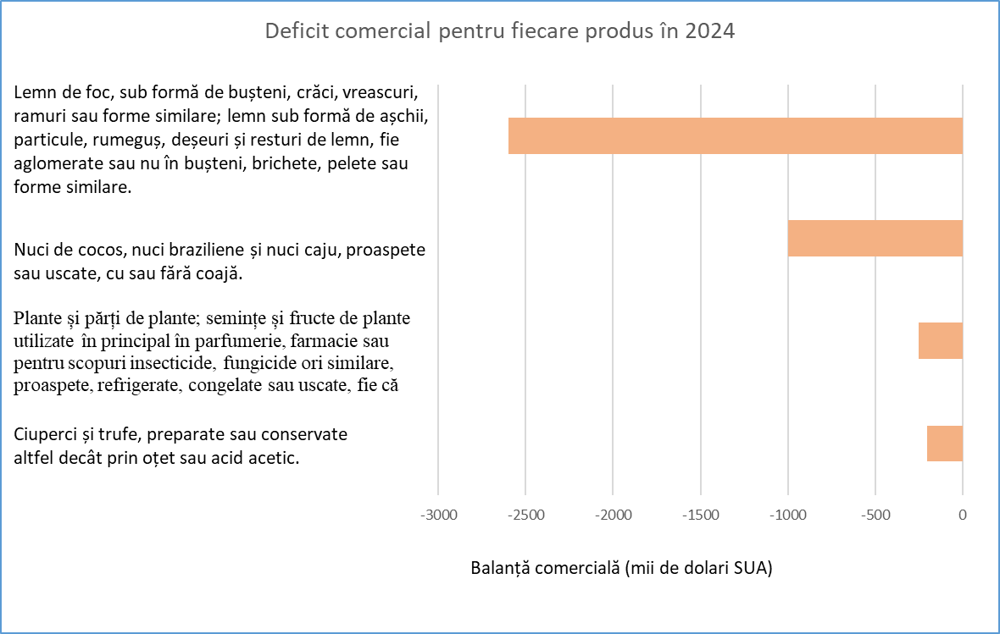 Deficit comercial pentru fiecare produs în 2024
Lemn de foc, sub formă de bușteni, crăci, vreascuri,
ramuri sau forme similare; lemn sub formă de așchii,
particule, rumeguș, deșeuri și resturi de lemn, fie
aglomerate sau nu în bușteni, brichete, pelete sau
forme similare.
Nuci de cocos, nuci braziliene și nuci caju, proaspete
sau uscate, cu sau fără coajă.
Plante și părți de plante; semințe și fructe de plante
utilizate în principal în parfumerie, farmacie sau
pentru scopuri insecticide, fungicide ori similare,
proaspete, refrigerate, congelate sau uscate, fie că
Ciuperci și trufe, preparate sau conservate
altfel decât prin oțet sau acid acetic.
-3000 -2500 -2000 -1500 -1000 -500 0
Balanță comercială (mii de dolari SUA)